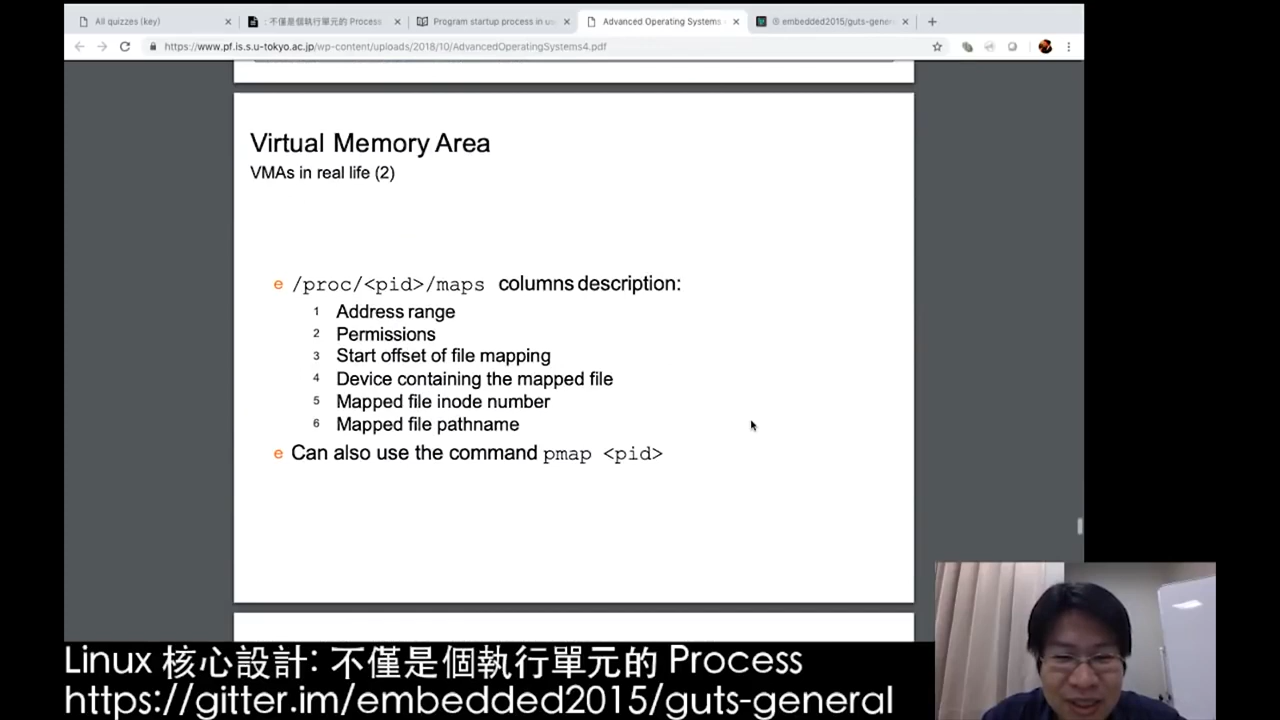 All quizzes (key)
: 不僅是個執行單元的 Process
Program startup process in us
Advanced Operating Systems
embedded2015/guts-gener
https://www.pf.is.s.u-tokyo.ac.jp/wp-content/uploads/2018/10/AdvancedOperatingSystems4.pdf
Virtual Memory Area
VMAs in real life (2)
e /proc/<pid>/maps columns description:
1 Address range
2 Permissions
3 Start offset of file mapping
4 Device containing the mapped file
5 Mapped file inode number
6 Mapped file pathname
e Can also use the command pmap <pid>
Linux 核心設計: 不僅是個執行單元的 Process
https://gitter.im/embedded2015/guts-general